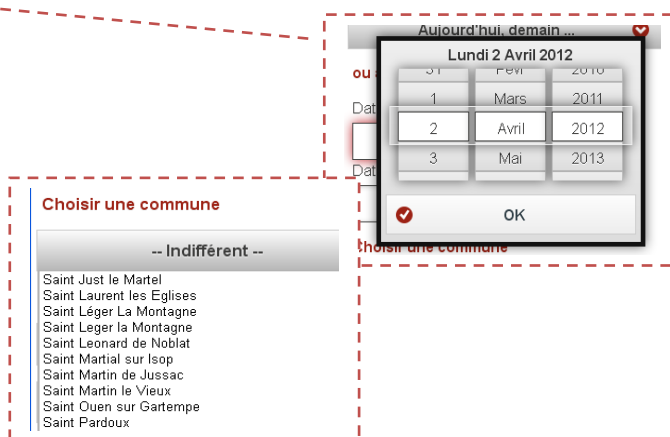 Aujourd'hui, demain ...
Lundi 2 Avril 2012
ou
31 Févr 2010
Dat
1 Mars 2011
2 Avril 2012
Dat
3 Mai 2013
OK
Choisir une commune
Choisir une commune
-- Indifférent --
Saint Just le Martel
Saint Laurent les Eglises
Saint Léger La Montagne
Saint Leger la Montagne
Saint Leonard de Noblat
Saint Martial sur Isop
Saint Martin de Jussac
Saint Martin le Vieux
Saint Ouen sur Gartempe
Saint Pardoux